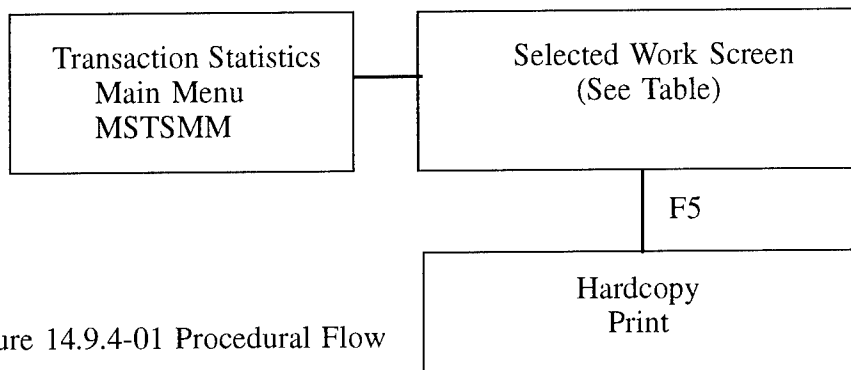 Transaction Statistics
Main Menu
MSTSMM
Selected Work Screen
(See Table)
F5
Hardcopy
Print
ure 14.9.4-01 Procedural Flow